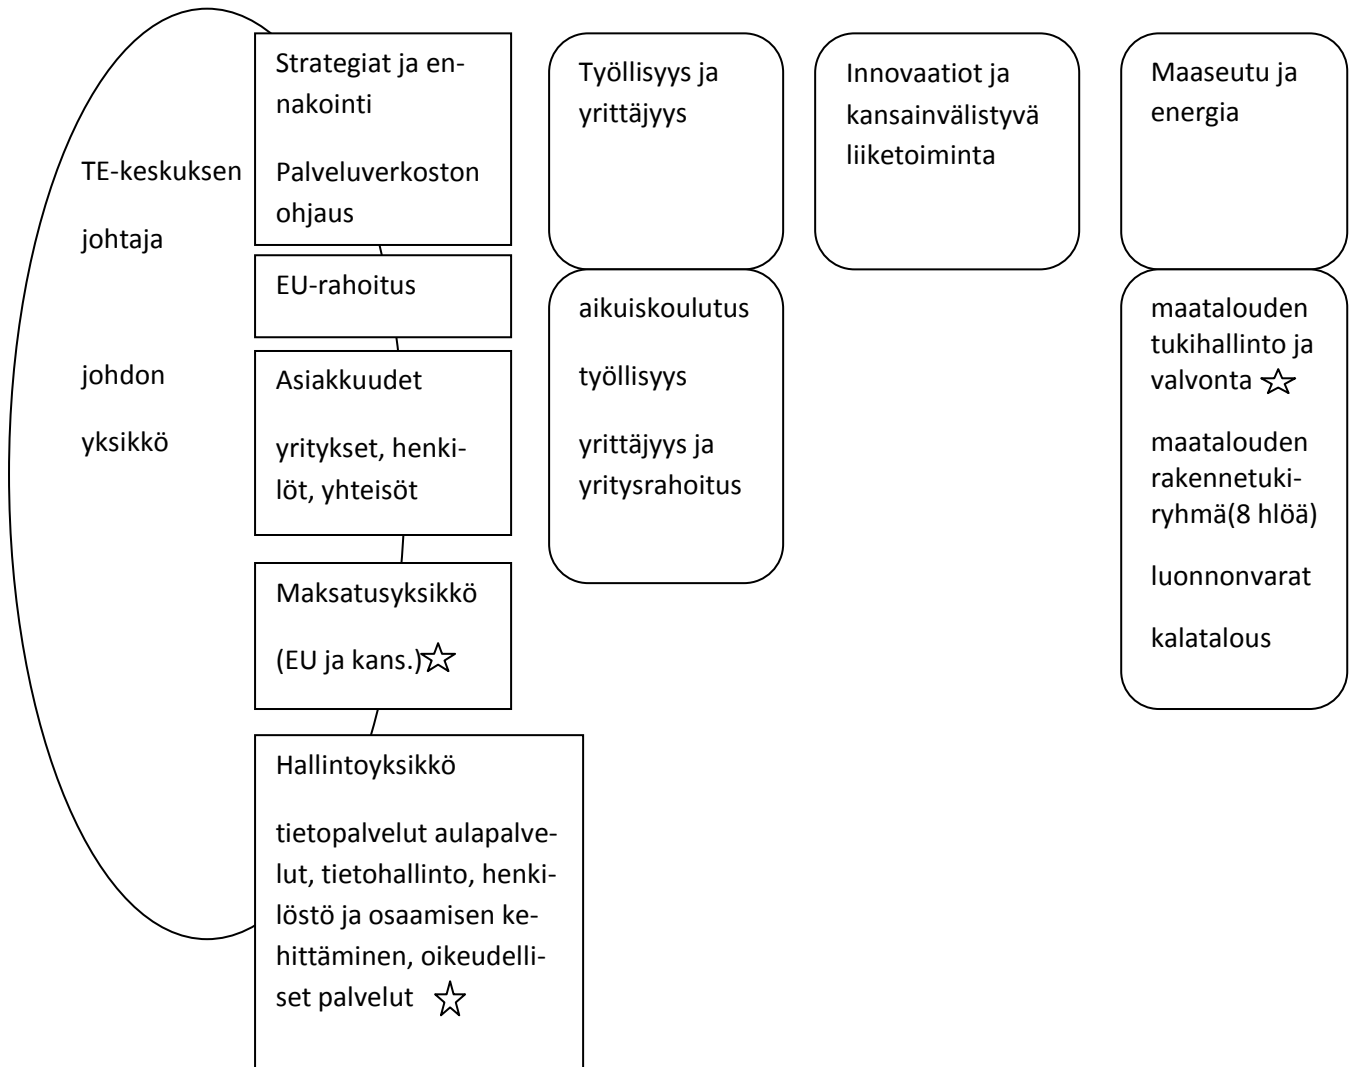 TE-keskuksen
johtaja
johdon
yksikkö
Strategiat ja en-
nakointi
Palveluverkoston
ohjaus
EU-rahoitus
Asiakkuudet
yritykset, henki-
löt, yhteisöt
Maksatusyksikkö
(EU ja kans.)
Hallintoyksikkö
tietopalvelut aulapalve-
lut, tietohallinto, henki-
löstö ja osaamisen ke-
hittäminen, oikeudelli-
set palvelut
Työllisyys ja
yrittäjyys
aikuiskoulutus
työllisyys
yrittäjyys ja
yritysrahoitus
Innovaatiot ja
kansainvälistyvä
liiketoiminta
Maaseutu ja
energia
maatalouden
tukihallinto ja
valvonta
maatalouden
rakennetuki-
ryhmä(8 hlöä)
luonnonvarat
kalatalous